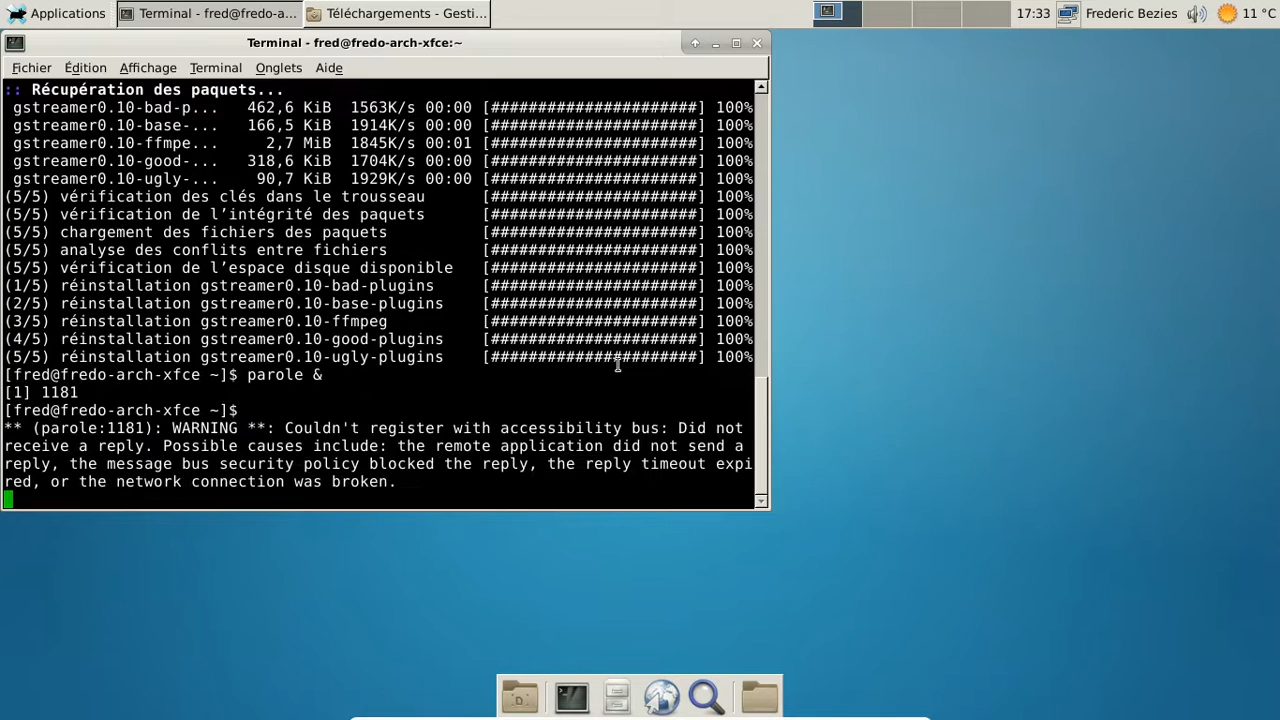 Applications
Terminal - fred@fredo-a...
Téléchargements - Gesti...
17:33
Frederic Bezies
11 °C
Terminal - fred@fredo-arch-xfce:~
Fichier Édition Affichage Terminal Onglets Aide
:: Récupération des paquets...
gstreamer0.10-bad-p... 462,6 KiB 1563K/s 00:00 [######################] 100%
gstreamer0.10-base-... 166,5 KiB 1914K/s 00:00 [######################] 100%
gstreamer0.10-ffmpe... 2,7 MiB 1845K/s 00:01 [######################] 100%
gstreamer0.10-good-... 318,6 KiB 1704K/s 00:00 [######################] 100%
gstreamer0.10-ugly-... 90,7 KiB 1929K/s 00:00 [######################] 100%
(5/5) vérification des clés dans le trousseau [######################] 100%
(5/5) vérification de l’intégrité des paquets [######################] 100%
(5/5) chargement des fichiers des paquets [######################] 100%
(5/5) analyse des conflits entre fichiers [######################] 100%
(5/5) vérification de l’espace disque disponible [######################] 100%
(1/5) réinstallation gstreamer0.10-bad-plugins [######################] 100%
(2/5) réinstallation gstreamer0.10-base-plugins [######################] 100%
(3/5) réinstallation gstreamer0.10-ffmpeg [######################] 100%
(4/5) réinstallation gstreamer0.10-good-plugins [######################] 100%
(5/5) réinstallation gstreamer0.10-ugly-plugins [######################] 100%
[fred@fredo-arch-xfce ~]$ parole &
[1] 1181
[fred@fredo-arch-xfce ~]$
** (parole:1181): WARNING **: Couldn't register with accessibility bus: Did not
receive a reply. Possible causes include: the remote application did not send a
reply, the message bus security policy blocked the reply, the reply timeout expi
red, or the network connection was broken.
D